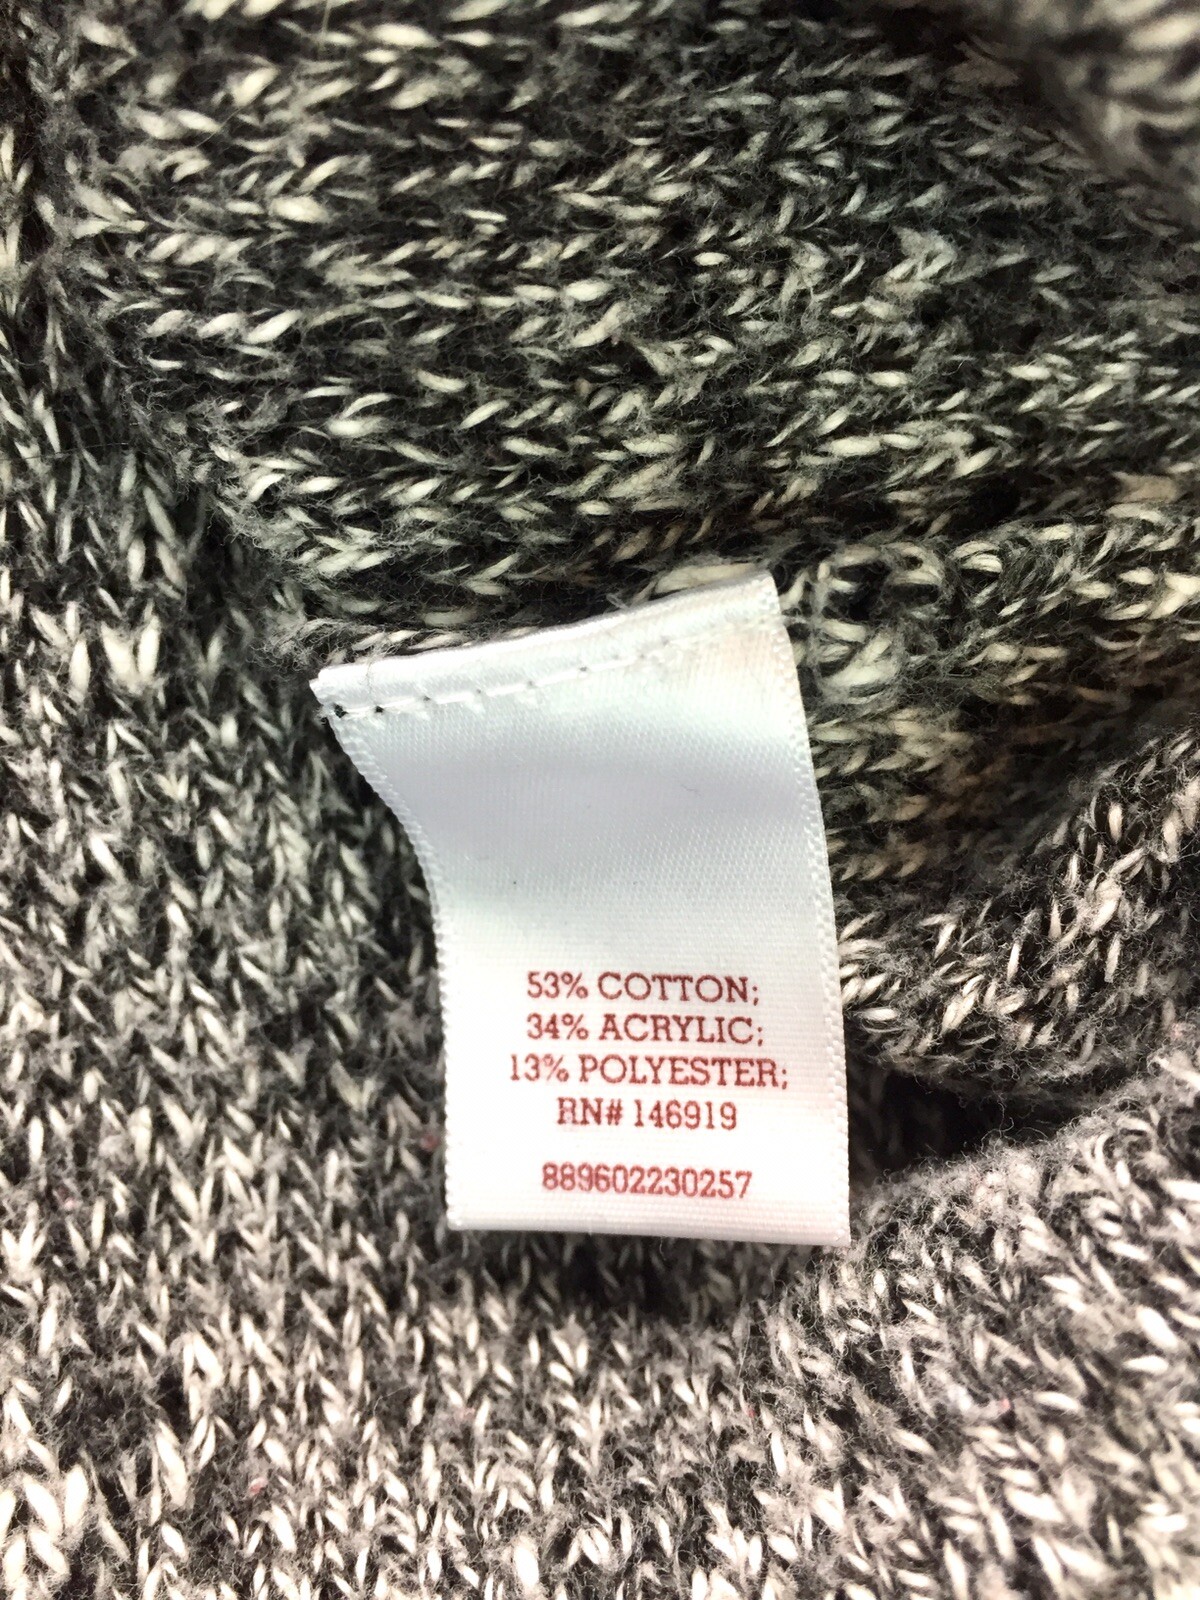 53% COTTON;
34% ACRYLIC;
13% POLYESTER;
RN# 146919
889602230257